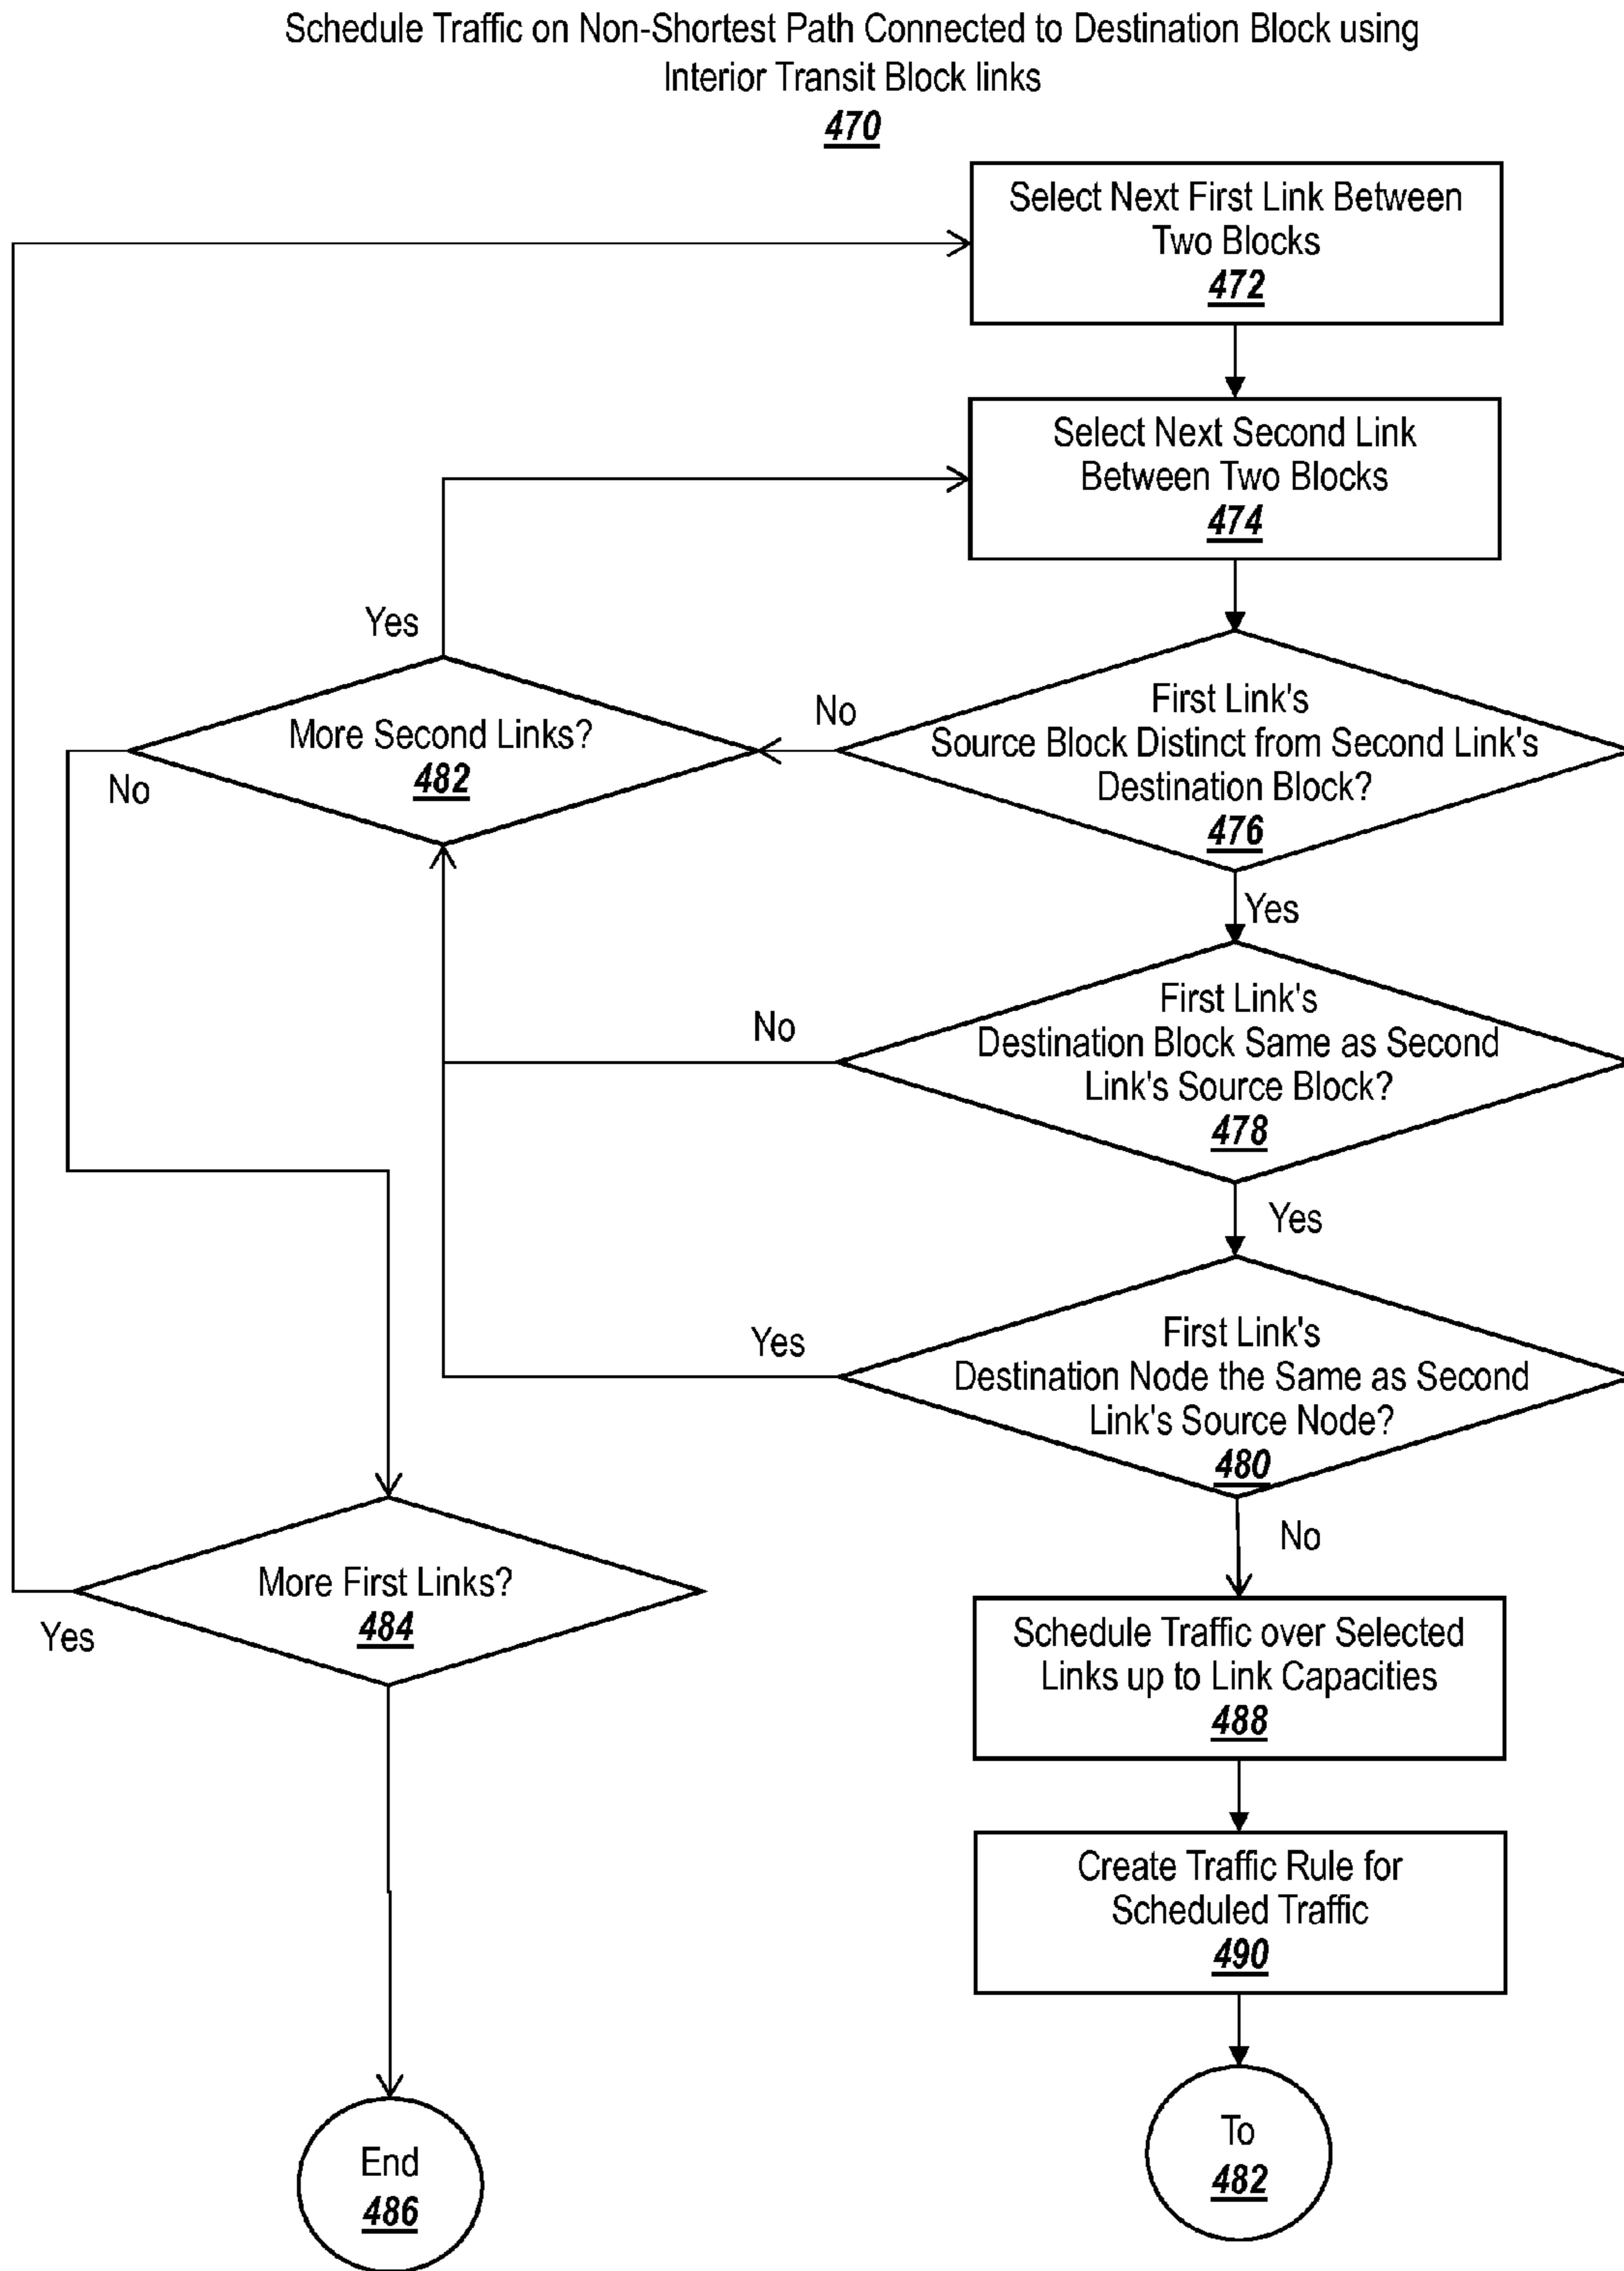 Schedule Traffic on Non-Shortest Path Connected to Destination Block using
Interior Transit Block links
470
Select Next First Link Between
Two Blocks
472
Select Next Second Link
Between Two Blocks
474
Yes
First Link's
Source Block Distinct from Second Link's
Destination Block?
476
No
More Second Links?
482
No
Yes
First Link's
Destination Block Same as Second
Link's Source Block?
478
No
Yes
First Link's
Destination Node the Same as Second
Link's Source Node?
480
Yes
No
More First Links?
484
Yes
Schedule Traffic over Selected
Links up to Link Capacities
488
Create Traffic Rule for
Scheduled Traffic
490
To
482
End
486